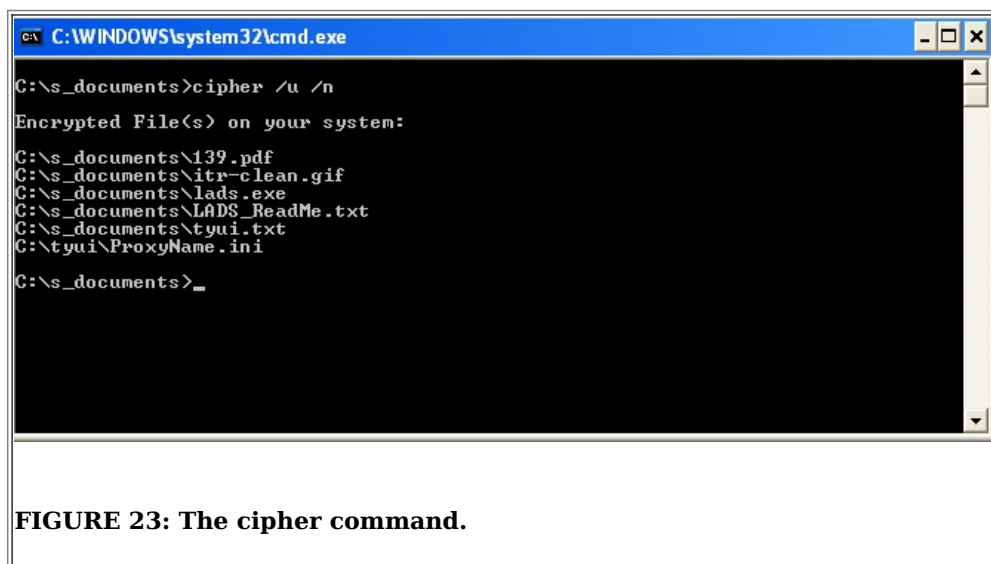 C:\WINDOWS\system32\cmd.exe
C:\s_documents>cipher /u /n
Encrypted File(s) on your system:
C:\s_documents\139.pdf
C:\s_documents\itr-clean.gif
C:\s_documents\lads.exe
C:\s_documents\LADS_ReadMe.txt
C:\s_documents\tyui.txt
C:\tyui\ProxyName.ini
C:\s_documents>_
FIGURE 23: The cipher command.